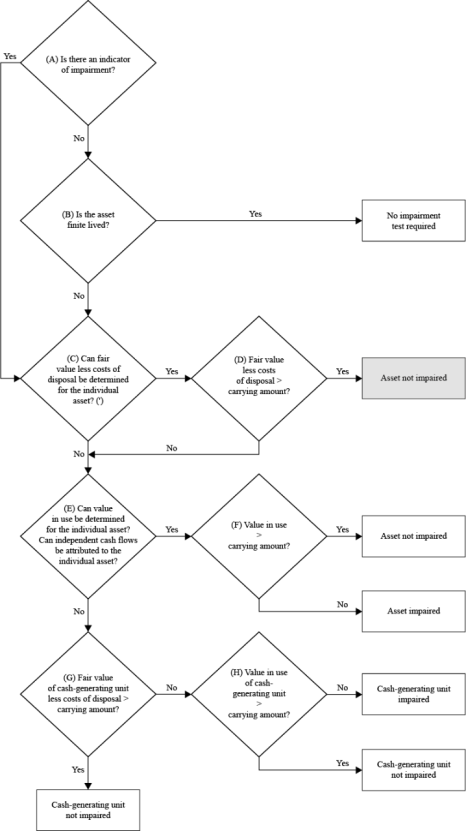 Yes
(A) Is there an indicator
of impairment?
No
(B) Is the asset
finite lived?
Yes
No impairment
test required
No
(C) Can fair
value less costs of
disposal be determined
for the individual
asset? (')
Yes
(D) Fair value
less costs
of disposal >
carrying amount?
Yes
Asset not impaired
No
No
(E) Can value
in use be determined
for the individual asset?
Can independent cash flows
be attributed to the
individual asset?
Yes
(F) Value in use
>
carrying amount?
Yes
Asset not impaired
No
Asset impaired
No
(G) Fair value
of cash-generating unit
less costs of disposal >
carrying amount?
No
(H) Value in use
of cash-
generating unit
>
carrying amount?
No
Cash-generating unit
impaired
Yes
Cash-generating unit
not impaired
Yes
Cash-generating unit
not impaired